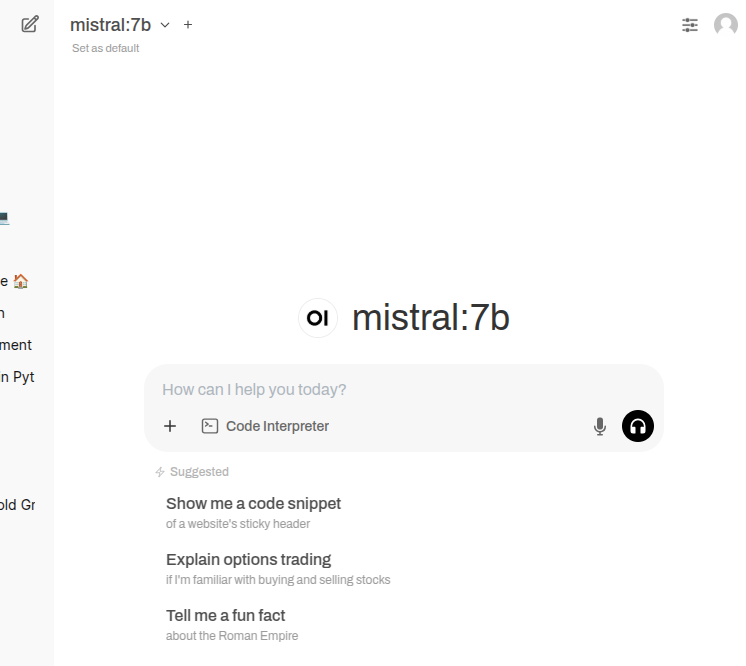 mistral:7b
Set as default
e 🏠
n
ment
in Pyt
old Gr
OI mistral:7b
How can I help you today?
Code Interpreter
Suggested
Show me a code snippet
of a website's sticky header
Explain options trading
if I'm familiar with buying and selling stocks
Tell me a fun fact
about the Roman Empire